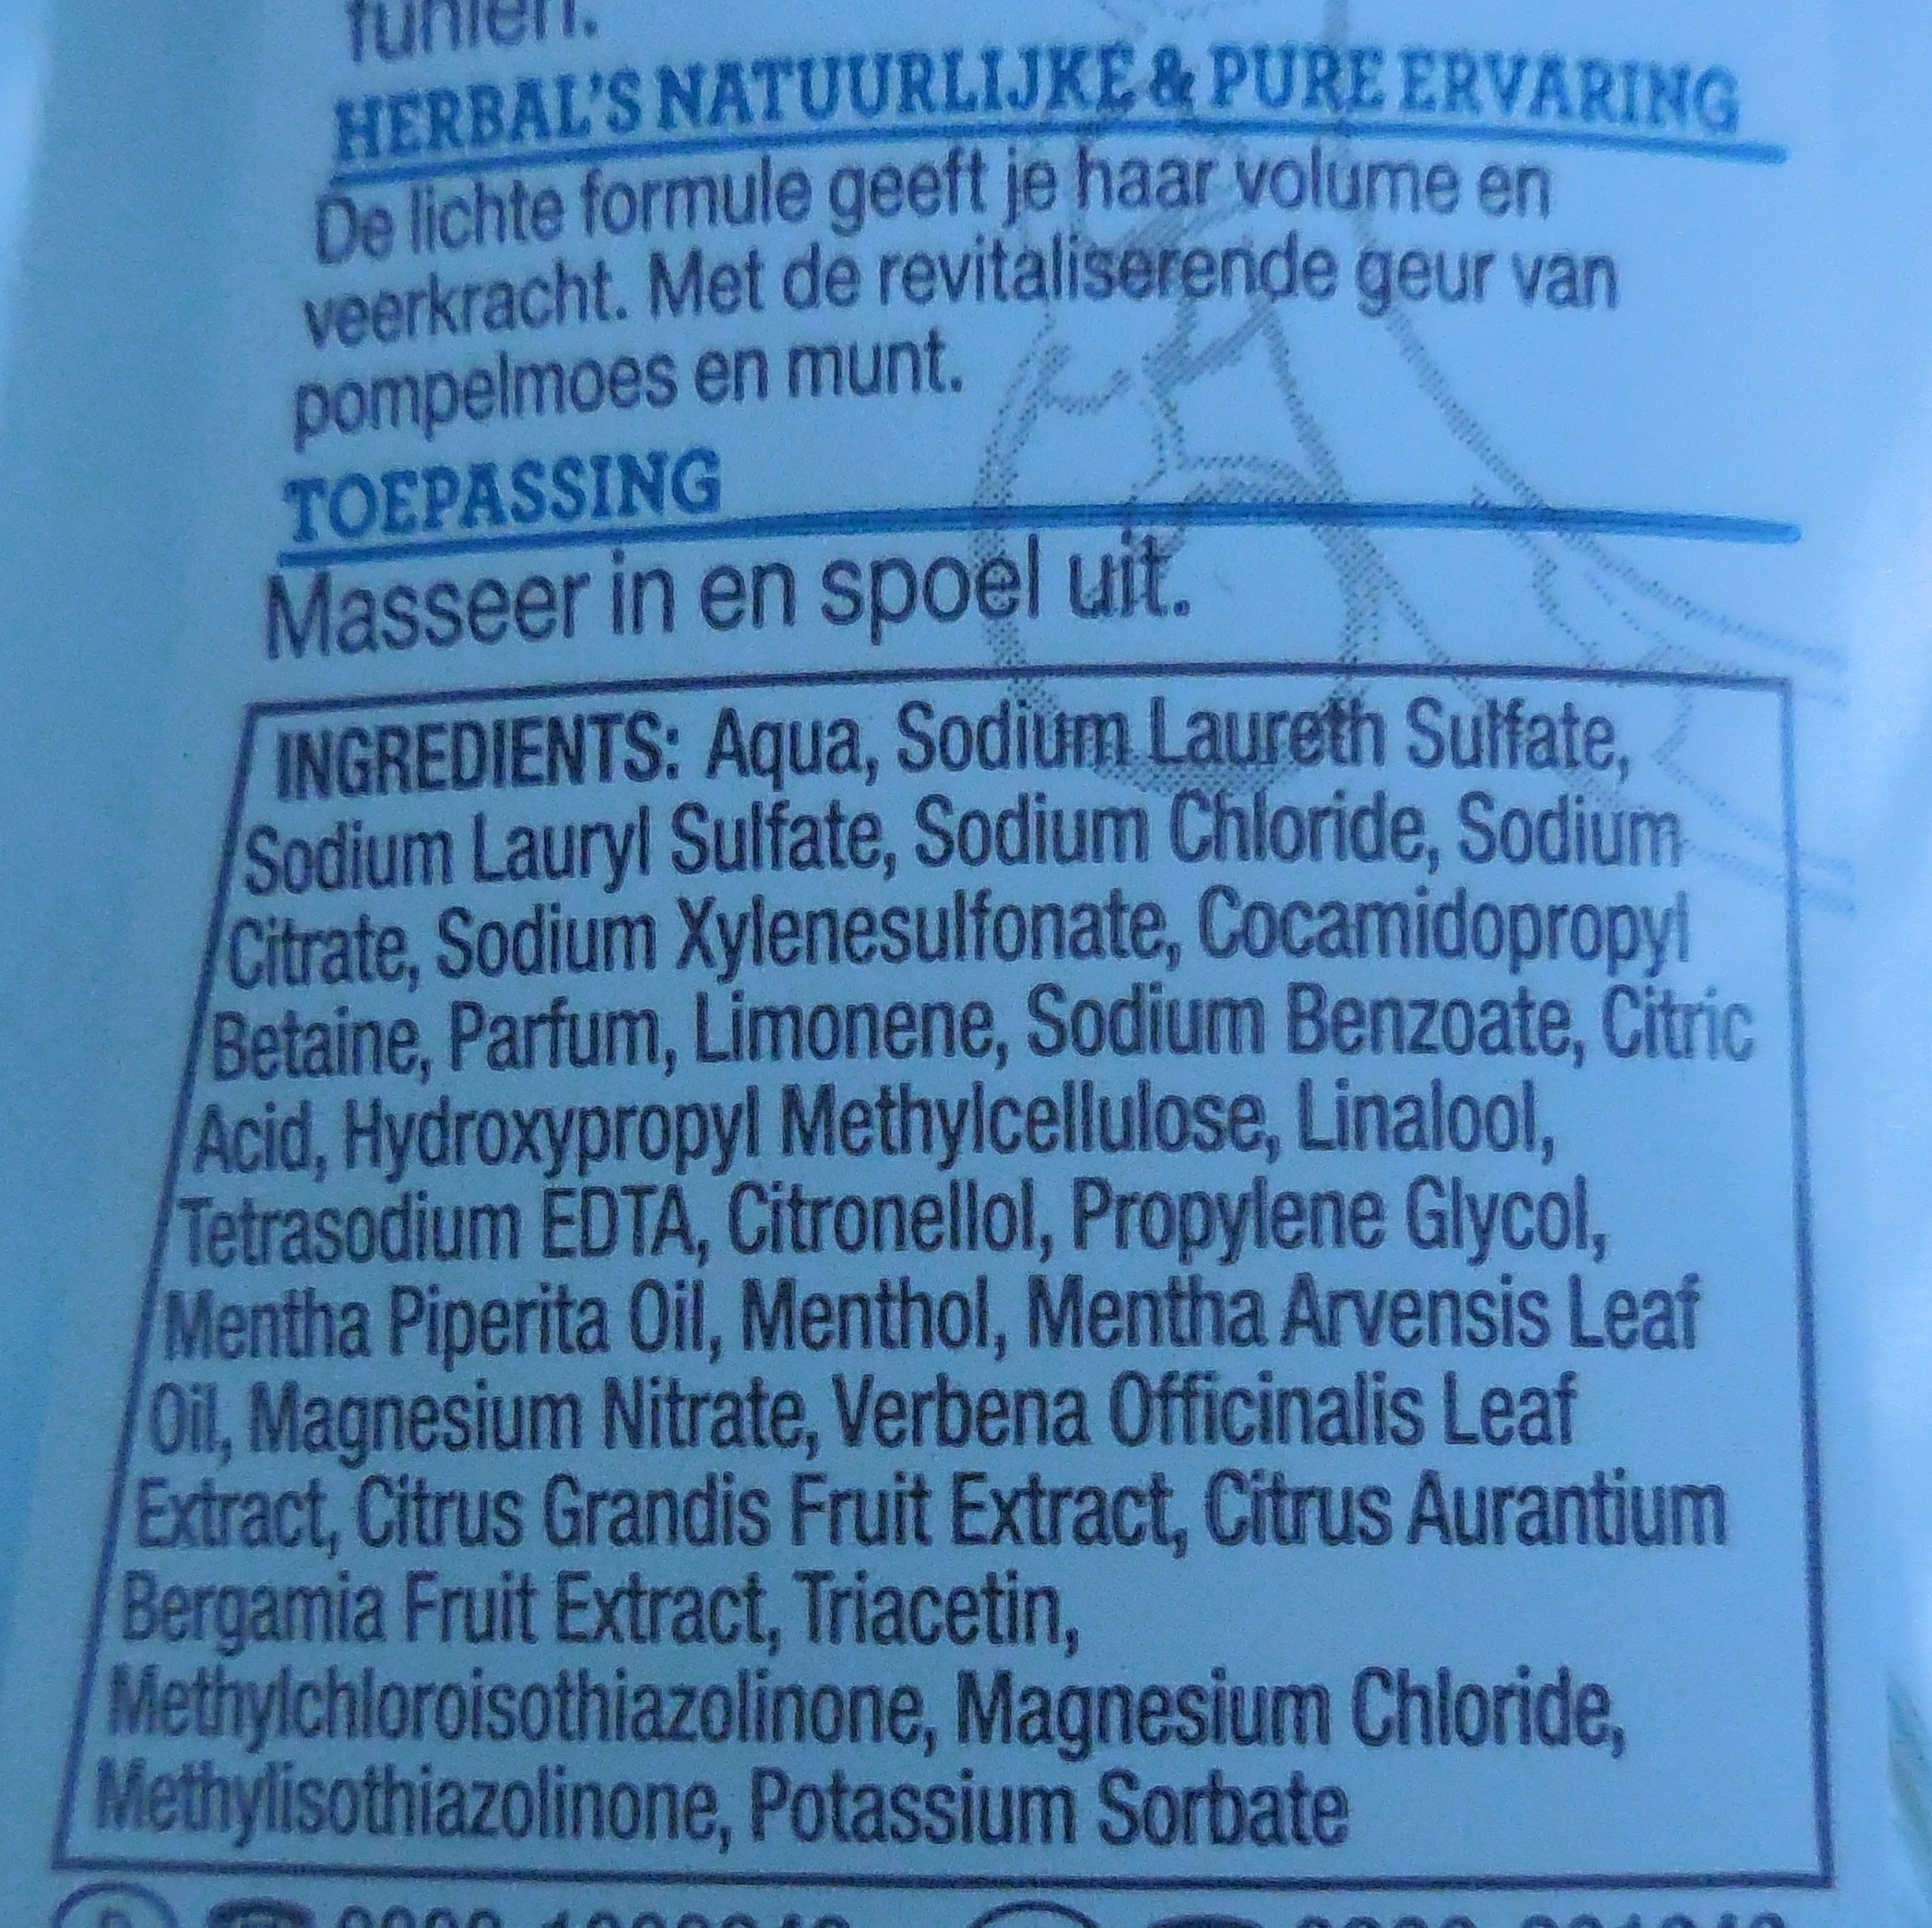 fühlen.
HERBAL'S NATUURLIJKE & PURE ERVARING
De lichte formule geeft je haar volume en
veerkracht. Met de revitaliserende geur van
pompelmoes en munt.
TOEPASSING
Masseer in en spoel uit.
INGREDIENTS: Aqua, Sodium Laureth Sulfate,
Sodium Lauryl Sulfate, Sodium Chloride, Sodium
Citrate, Sodium Xylenesulfonate, Cocamidopropyl
Betaine, Parfum, Limonene, Sodium Benzoate, Citric
Acid, Hydroxypropyl Methylcellulose, Linalool,
Tetrasodium EDTA, Citronellol, Propylene Glycol,
Mentha Piperita Oil, Menthol, Mentha Arvensis Leaf
Oil, Magnesium Nitrate, Verbena Officinalis Leaf
Extract, Citrus Grandis Fruit Extract, Citrus Aurantium
Bergamia Fruit Extract, Triacetin,
Methylchloroisothiazolinone, Magnesium Chloride,
Methylisothiazolinone, Potassium Sorbate